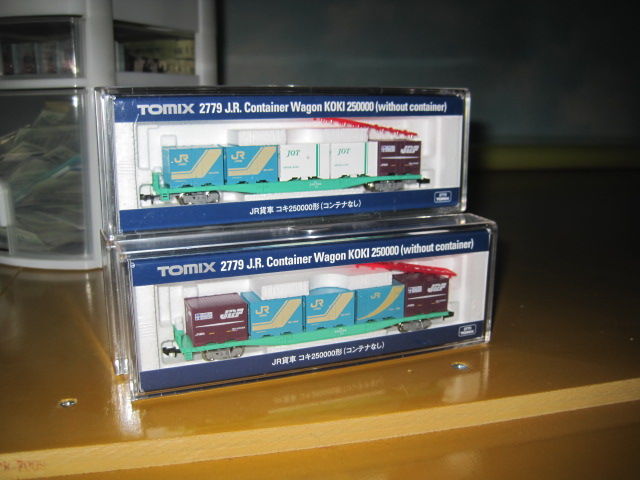 TOMIX 2779 J.R. Container Wagon KOKI 250000 (without container)
JR JR JOT JOT JRF
JR貨車 コキ250000形 (コンテナなし)
TOMIX 2779 J.R. Container Wagon KOKI 250000 (without container)
JRF JR JR JR JRF
JR貨車 コキ250000形 (コンテナなし)